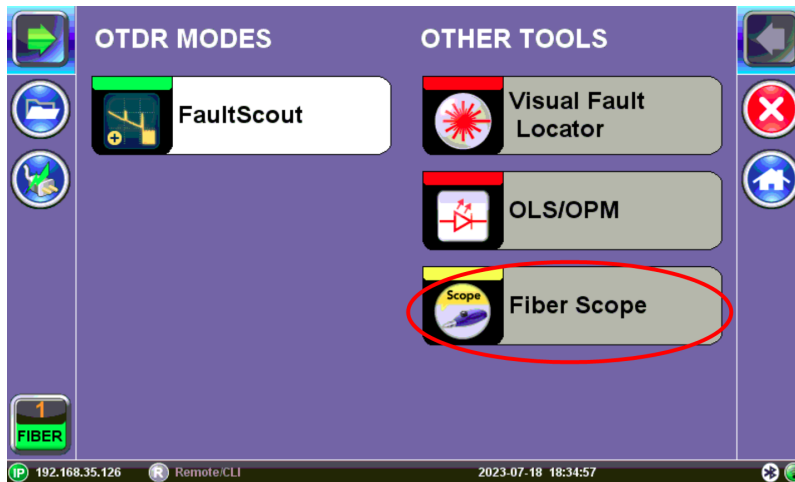 OTDR MODES
OTHER TOOLS
FaultScout
Visual Fault
Locator
OLS/OPM
Scope
Fiber Scope
1
FIBER
IP 192.168.35.126 R Remote/CLI 2023-07-18 18:34:57